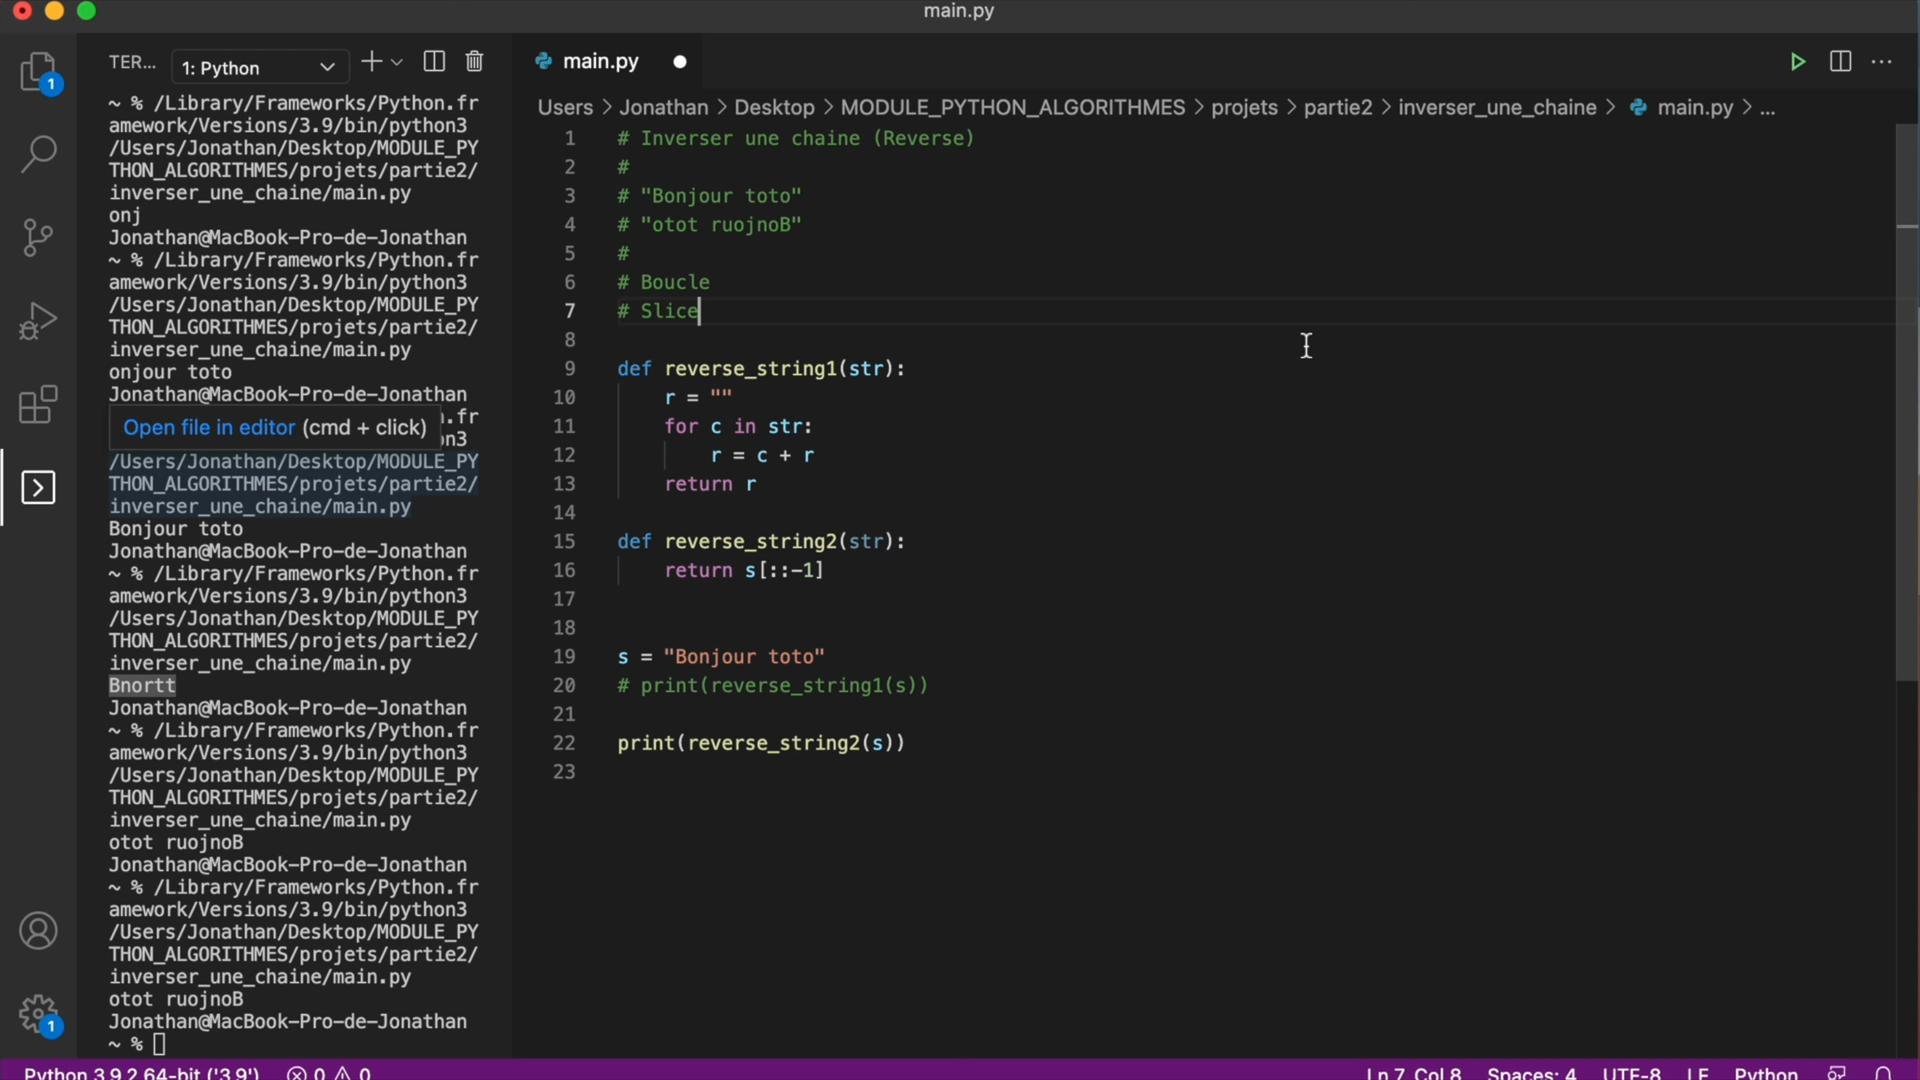 main.py
TER...
1: Python
~ % /Library/Frameworks/Python.fr
amework/Versions/3.9/bin/python3
/Users/Jonathan/Desktop/MODULE_PY
THON_ALGORITHMES/projets/partie2/
inverser_une_chaine/main.py
onj
Jonathan@MacBook-Pro-de-Jonathan
~ % /Library/Frameworks/Python.fr
amework/Versions/3.9/bin/python3
/Users/Jonathan/Desktop/MODULE_PY
THON_ALGORITHMES/projets/partie2/
inverser_une_chaine/main.py
onjour toto
Jonathan@MacBook-Pro-de-Jonathan
.fr
Open file in editor (cmd + click)
n3
/Users/Jonathan/Desktop/MODULE_PY
THON_ALGORITHMES/projets/partie2/
inverser_une_chaine/main.py
Bonjour toto
Jonathan@MacBook-Pro-de-Jonathan
~ % /Library/Frameworks/Python.fr
amework/Versions/3.9/bin/python3
/Users/Jonathan/Desktop/MODULE_PY
THON_ALGORITHMES/projets/partie2/
inverser_une_chaine/main.py
Bnortt
Jonathan@MacBook-Pro-de-Jonathan
~ % /Library/Frameworks/Python.fr
amework/Versions/3.9/bin/python3
/Users/Jonathan/Desktop/MODULE_PY
THON_ALGORITHMES/projets/partie2/
inverser_une_chaine/main.py
otot ruojnoB
Jonathan@MacBook-Pro-de-Jonathan
~ % /Library/Frameworks/Python.fr
amework/Versions/3.9/bin/python3
/Users/Jonathan/Desktop/MODULE_PY
THON_ALGORITHMES/projets/partie2/
inverser_une_chaine/main.py
otot ruojnoB
Jonathan@MacBook-Pro-de-Jonathan
~ %
1
1
main.py
Users > Jonathan > Desktop > MODULE_PYTHON_ALGORITHMES > projets > partie2 > inverser_une_chaine > main.py > ...
1 # Inverser une chaine (Reverse)
2 #
3 # "Bonjour toto"
4 # "otot ruojnoB"
5 #
6 # Boucle
7 # Slice
8
9 def reverse_string1(str):
10 r = ""
11 for c in str:
12 r = c + r
13 return r
14
15 def reverse_string2(str):
16 return s[::-1]
17
18
19 s = "Bonjour toto"
20 # print(reverse_string1(s))
21
22 print(reverse_string2(s))
23
Python 3.9.2 64-bit ('3.9') 0 0 Ln 7, Col 8 Spaces: 4 UTF-8 LF Python